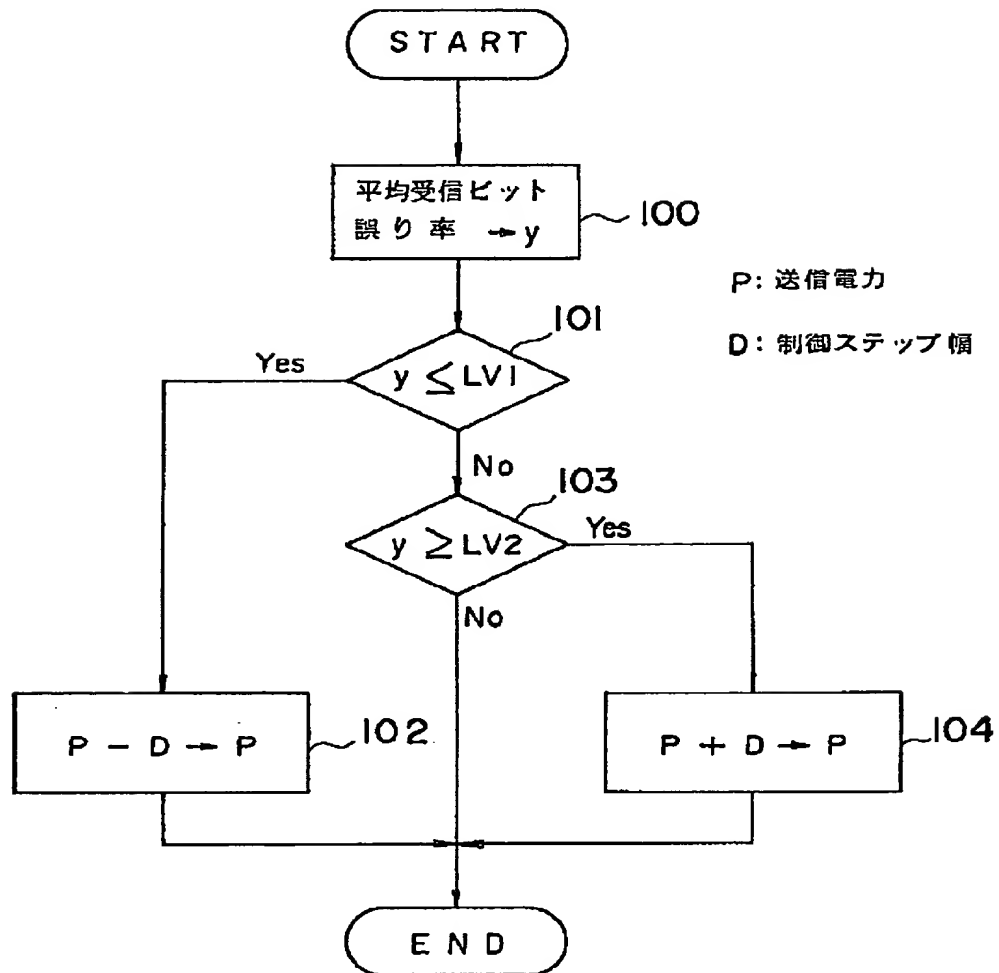 START
平均受信ビット
誤り率 → y
100
P: 送信電力
D: 制御ステップ幅
101
Yes
y ≦ LV1
No
103
Yes
y ≧ LV2
No
P - D → P
102
P + D → P
104
END